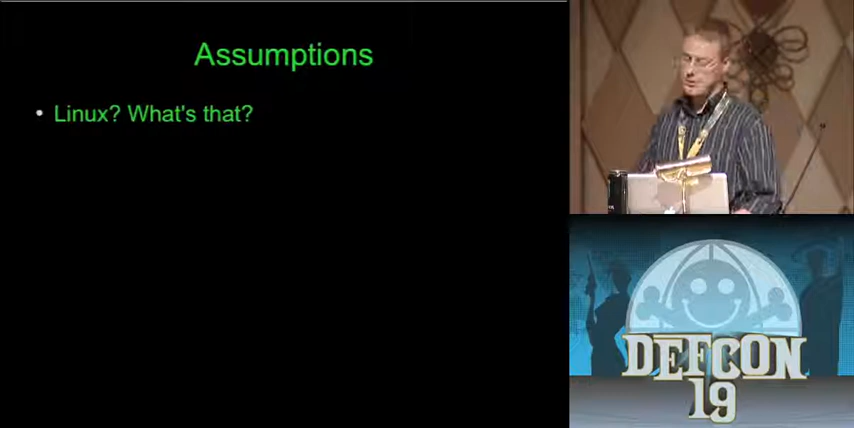 Assumptions
• Linux? What's that?
DEFCON
19